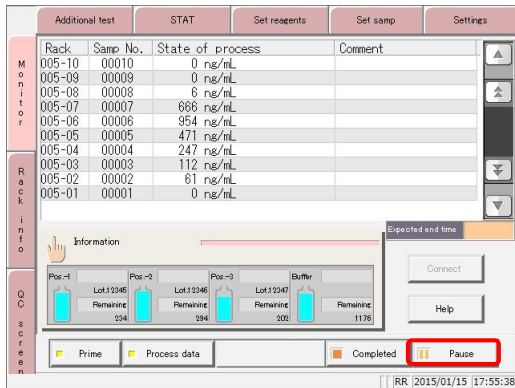 Additional test STAT Set reagents Set samp Settings
Monitor
Rack info
QC screen
Rack Samp No. State of process Comment
005-10 00010 0 ng/mL
005-09 00009 0 ng/mL
005-08 00008 6 ng/mL
005-07 00007 666 ng/mL
005-06 00006 954 ng/mL
005-05 00005 471 ng/mL
005-04 00004 247 ng/mL
005-03 00003 112 ng/mL
005-02 00002 61 ng/mL
005-01 00001 0 ng/mL
Expected end time
Information
Pos.-1 Pos.-2 Pos.-3 Buffer
Lot.12345 Lot.12346 Lot.12347
Remaining Remaining Remaining Remaining
234 294 202 1176
Connect
Help
Prime Process data Completed Pause
RR 2015/01/15 17:55:38